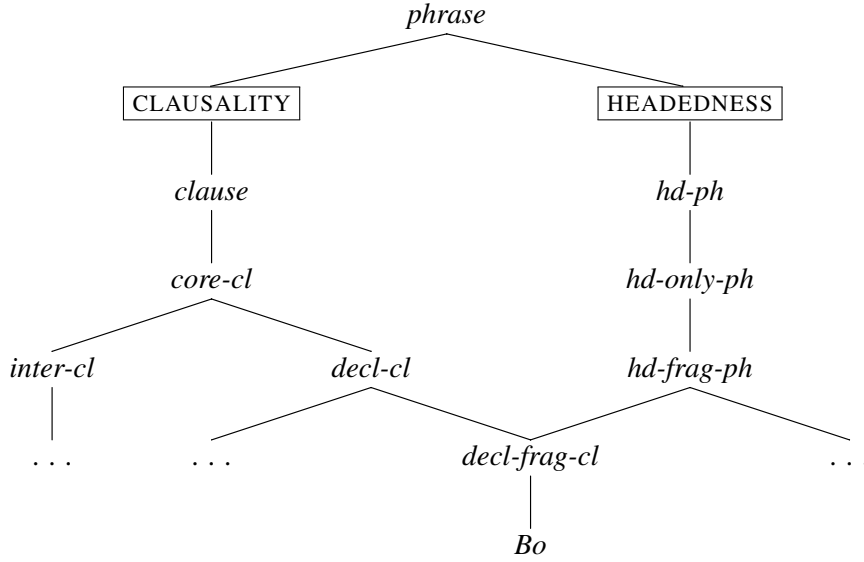 phrase
CLAUSALITY HEADEDNESS
clause hd-ph
core-cl hd-only-ph
inter-cl decl-cl hd-frag-ph
. . . . . . decl-frag-cl . .
Bo